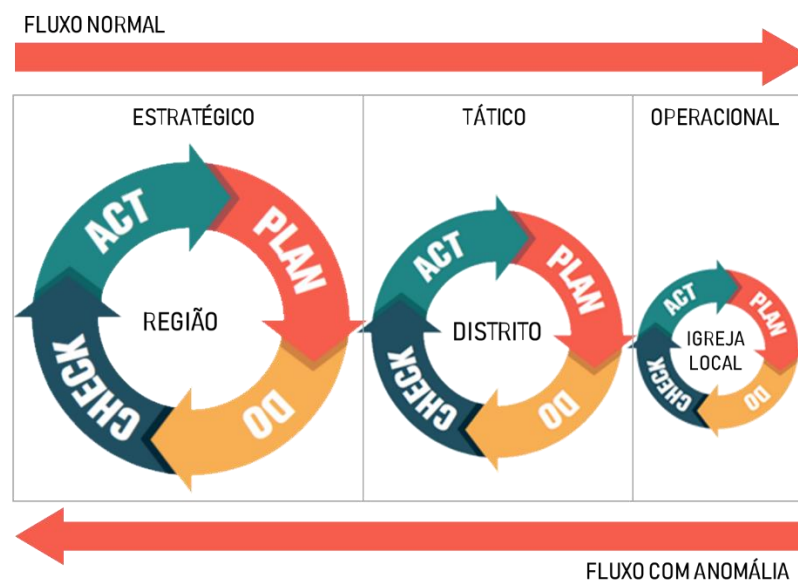 FLUXO NORMAL
ESTRATÉGICO
TÁTICO
OPERACIONAL
ACT
PLAN
DO
CHECK
REGIÃO
ACT
PLAN
DO
CHECK
DISTRITO
ACT
PLAN
DO
CHECK
IGREJA
LOCAL
FLUXO COM ANOMÁLIA